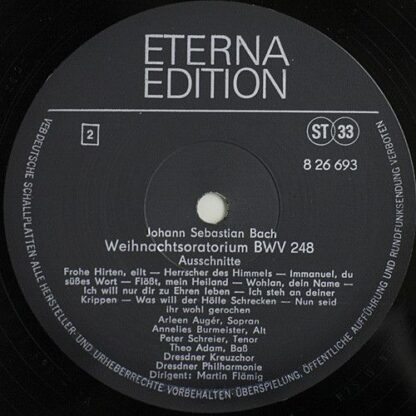 ETERNA
EDITION
2
ST 33
8 26 693
Johann Sebastian Bach
Weihnachtsoratorium BWV 248
Ausschnitte
Frohe Hirten, eilt — Herrscher des Himmels — Immanuel, du
süßes Wort — Flößt, mein Heiland — Wohlan, dein Name —
Ich will nur dir zu Ehren leben — Ich steh an deiner
Krippen — Was will der Hölle Schrecken — Nun seid
ihr wohl gerochen
Arleen Augér, Sopran
Annelies Burmeister, Alt
Peter Schreier, Tenor
Theo Adam, Baß
Dresdner Kreuzchor
Dresdner Philharmonie
Dirigent: Martin Flämig
VEB DEUTSCHE SCHALLPLATTEN ALLE HERSTELLER- UND URHEBERRECHTE VORBEHALTEN · ÜBERSPIELUNG, ÖFFENTLICHE AUFFÜHRUNG UND RUNDFUNKSENDUNG VERBOTEN